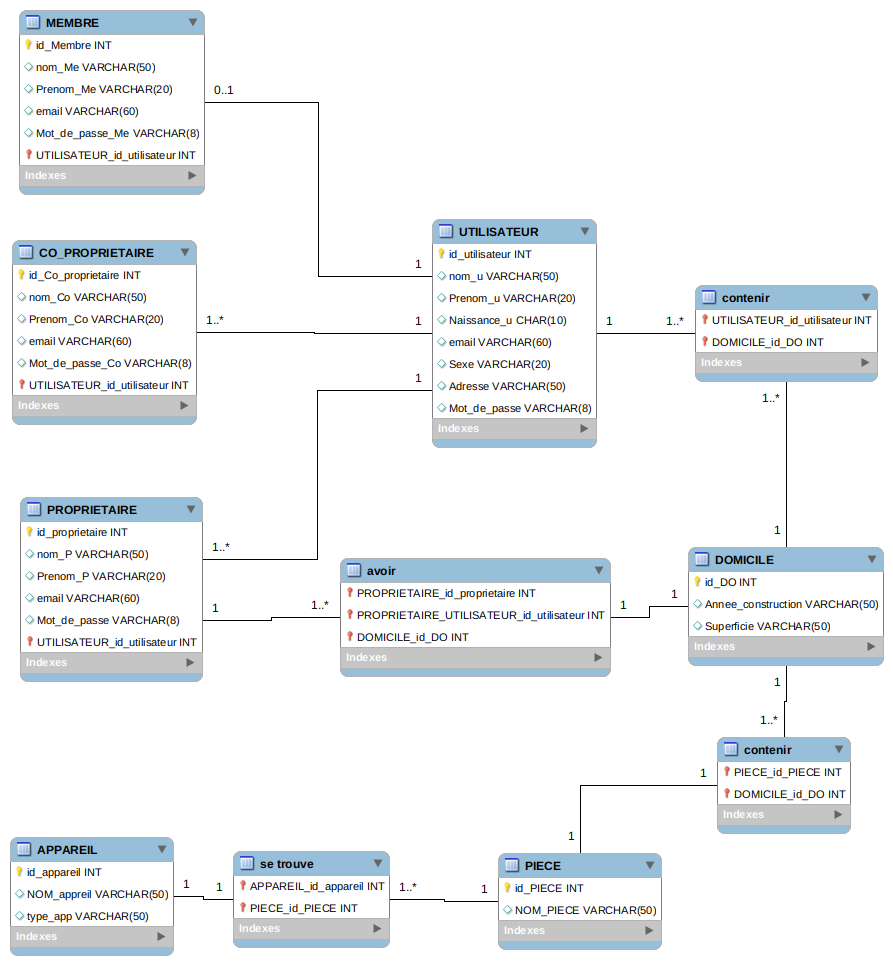 MEMBRE
id_Membre INT
nom_Me VARCHAR(50)
Prenom_Me VARCHAR(20)
email VARCHAR(60)
Mot_de_passe_Me VARCHAR(8)
UTILISATEUR_id_utilisateur INT
Indexes
0..1
1
CO_PROPRIETAIRE
id_Co_proprietaire INT
nom_Co VARCHAR(50)
Prenom_Co VARCHAR(20)
email VARCHAR(60)
Mot_de_passe_Co VARCHAR(8)
UTILISATEUR_id_utilisateur INT
Indexes
1..*
1
UTILISATEUR
id_utilisateur INT
nom_u VARCHAR(50)
Prenom_u VARCHAR(20)
Naissance_u CHAR(10)
email VARCHAR(60)
Sexe VARCHAR(20)
Adresse VARCHAR(50)
Mot_de_passe VARCHAR(8)
Indexes
1
1..*
contenir
UTILISATEUR_id_utilisateur INT
DOMICILE_id_DO INT
Indexes
1..*
1
1
PROPRIETAIRE
id_proprietaire INT
nom_P VARCHAR(50)
Prenom_P VARCHAR(20)
email VARCHAR(60)
Mot_de_passe VARCHAR(8)
UTILISATEUR_id_utilisateur INT
Indexes
1..*
1
1..*
avoir
PROPRIETAIRE_id_proprietaire INT
PROPRIETAIRE_UTILISATEUR_id_utilisateur INT
DOMICILE_id_DO INT
Indexes
1
1
DOMICILE
id_DO INT
Annee_construction VARCHAR(50)
Superficie VARCHAR(50)
Indexes
1
1..*
contenir
PIECE_id_PIECE INT
DOMICILE_id_DO INT
Indexes
1
1
APPAREIL
id_appareil INT
NOM_appreil VARCHAR(50)
type_app VARCHAR(50)
Indexes
1
1
se trouve
APPAREIL_id_appareil INT
PIECE_id_PIECE INT
Indexes
1..*
1
PIECE
id_PIECE INT
NOM_PIECE VARCHAR(50)
Indexes